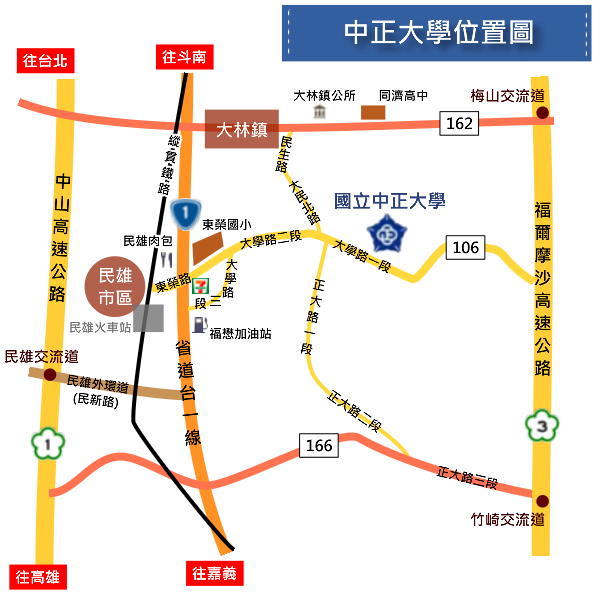 中正大學位置圖
往台北
往斗南
梅山交流道
大林鎮公所
同濟高中
162
大林鎮
縱貫鐵路
民生路
大民北路
中山高速公路
國立中正大學
福爾摩沙高速公路
1
東榮國小
民雄肉包
大學路二段
大學路一段
106
民雄
市區
東榮路
大學路三段
7
民雄火車站
福懋加油站
正大路一段
省道台一線
民雄交流道
民雄外環道
(民新路)
正大路二段
1
3
166
正大路三段
竹崎交流道
往高雄
往嘉義